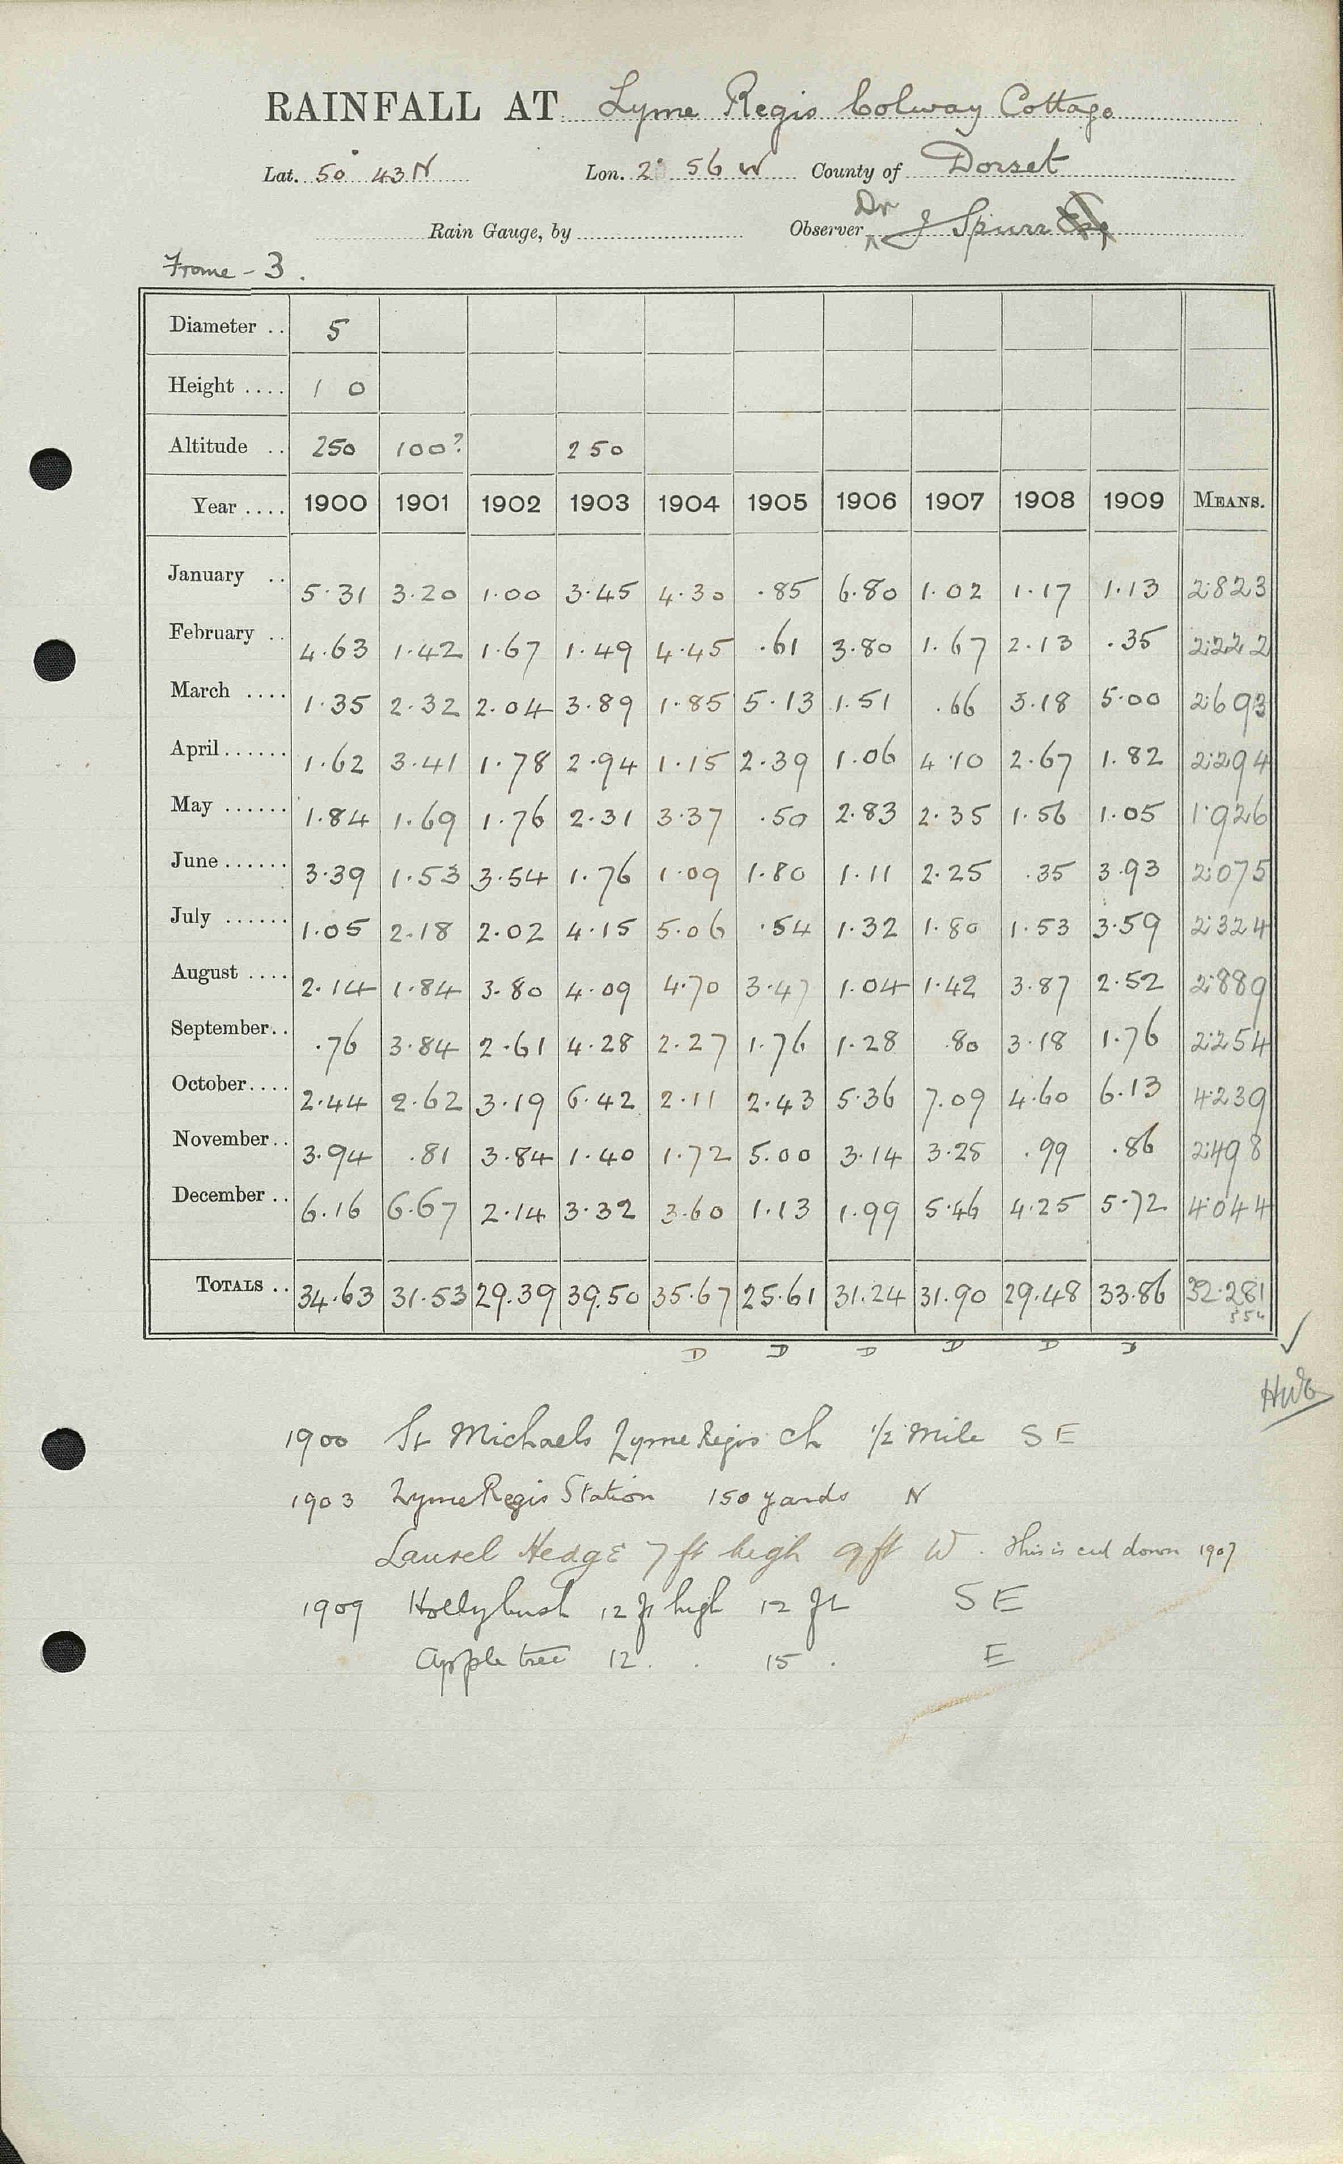 RAINFALL AT Lyme Regis Colway Cottage
Lat. 50° 43 N Lon. 2° 56 W County of Dorset
Rain Gauge, by Observer Dr J Spurr
Frome - 3.
Diameter .. 5
Height .... 1 0
Altitude .. 250 100? 250
Year .... 1900 1901 1902 1903 1904 1905 1906 1907 1908 1909 MEANS.
January .. 5.31 3.20 1.00 3.45 4.30 .85 6.80 1.02 1.17 1.13 2.823
February .. 4.63 1.42 1.67 1.49 4.45 .61 3.80 1.67 2.13 .35 2.222
March .... 1.35 2.32 2.04 3.89 1.85 5.13 1.51 .66 3.18 5.00 2.693
April ...... 1.62 3.41 1.78 2.94 1.15 2.39 1.06 4.10 2.67 1.82 2.294
May ...... 1.84 1.69 1.76 2.31 3.37 .50 2.83 2.35 1.56 1.05 1.926
June ...... 3.39 1.53 3.54 1.76 1.09 1.80 1.11 2.25 .35 3.93 2.075
July ...... 1.05 2.18 2.02 4.15 5.06 .54 1.32 1.80 1.53 3.59 2.324
August .... 2.14 1.84 3.80 4.09 4.70 3.47 1.04 1.42 3.87 2.52 2.889
September.. .76 3.84 2.61 4.28 2.27 1.76 1.28 .80 3.18 1.76 2.254
October.... 2.44 2.62 3.19 6.42 2.11 2.43 5.36 7.09 4.60 6.13 4.239
November.. 3.94 .81 3.84 1.40 1.72 5.00 3.14 3.28 .99 .86 2.498
December .. 6.16 6.67 2.14 3.32 3.60 1.13 1.99 5.46 4.25 5.72 4.044
TOTALS .. 34.63 31.53 29.39 39.50 35.67 25.61 31.24 31.90 29.48 33.86 32.281
D D D D D D
1900 St Michaels Lyme Regis Ch 1/2 Mile S E
1903 Lyme Regis Station 150 yards N
Laurel Hedge 7 ft high 9 ft W. This is cut down 1907
1909 Hollybush 12 ft high 12 ft S E
Apple tree 12 . . 15 . E